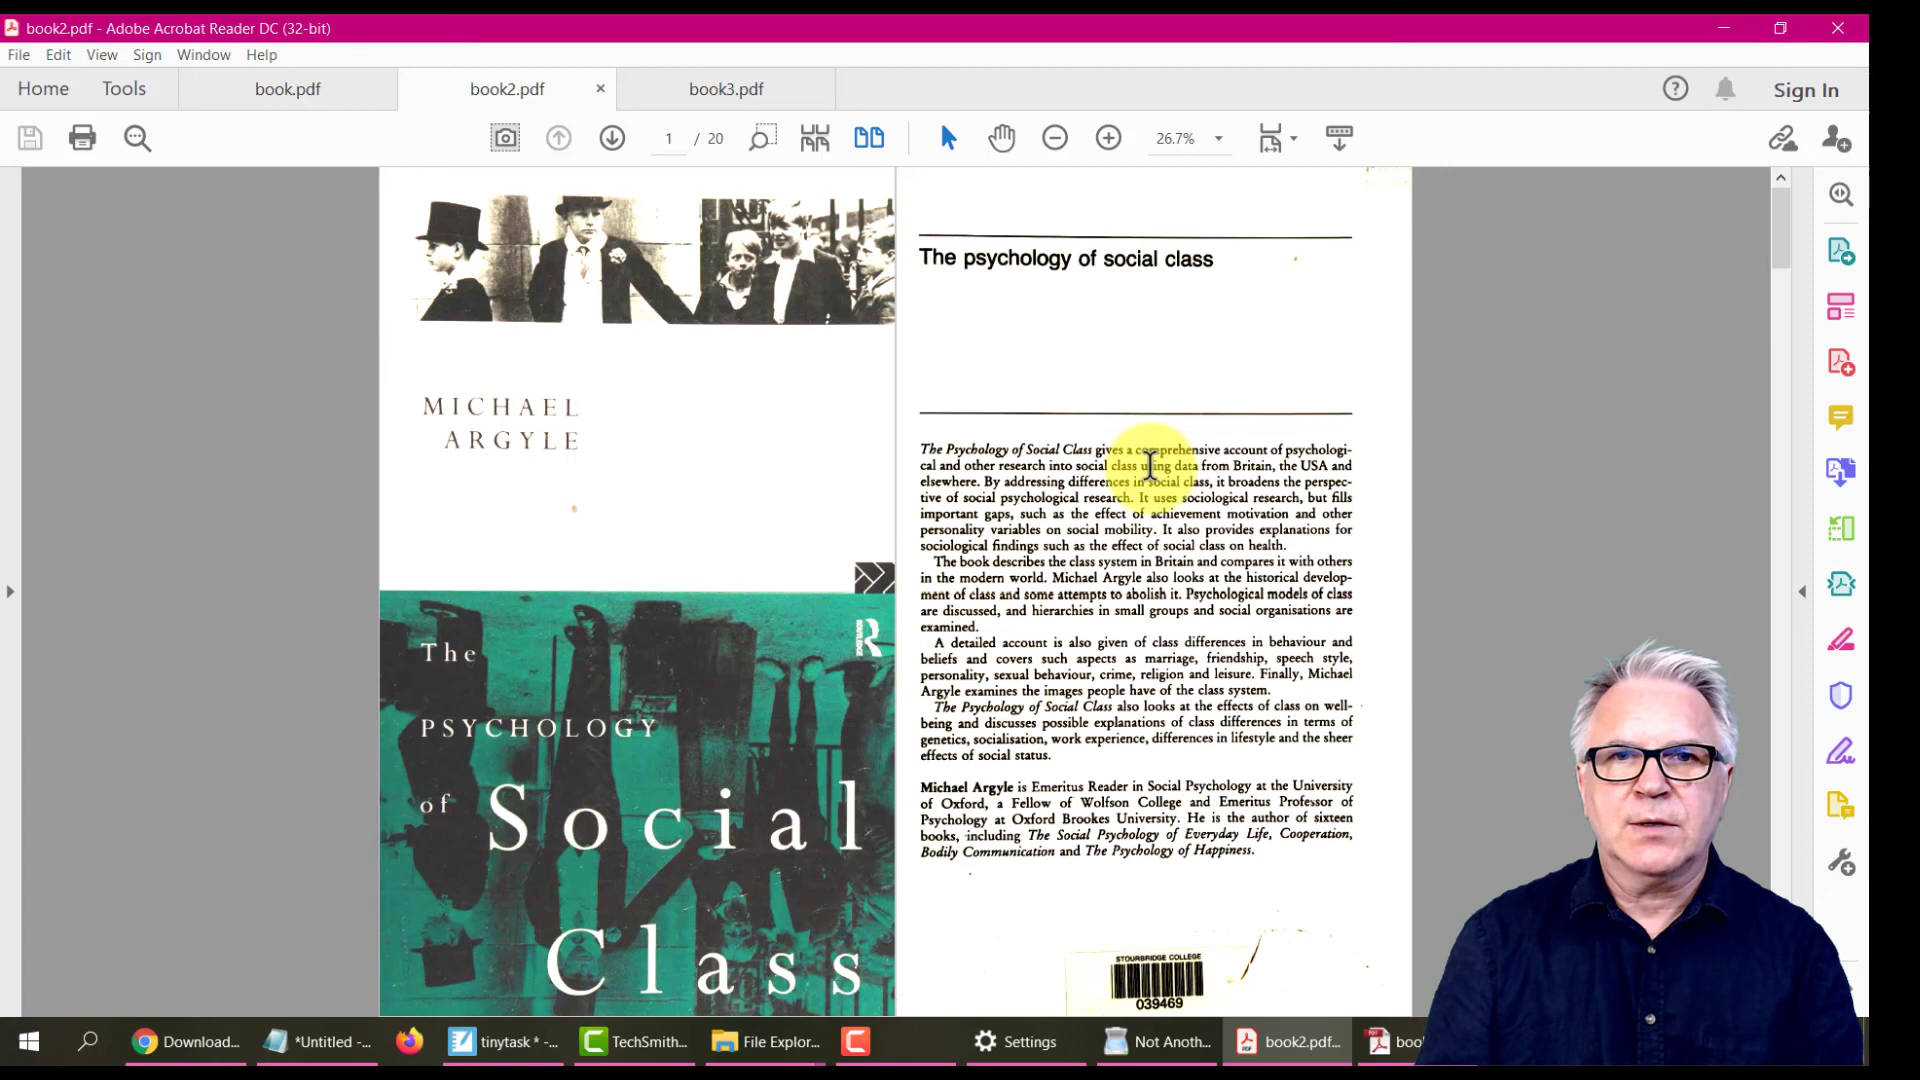 book2.pdf - Adobe Acrobat Reader DC (32-bit)
File Edit View Sign Window Help
Home Tools book.pdf book2.pdf × book3.pdf Sign In
1 / 20 26.7%
MICHAEL
ARGYLE
ROUTLEDGE
The
PSYCHOLOGY
of Social
Class
The psychology of social class
The Psychology of Social Class gives a comprehensive account of psychologi-
cal and other research into social class using data from Britain, the USA and
elsewhere. By addressing differences in social class, it broadens the perspec-
tive of social psychological research. It uses sociological research, but fills
important gaps, such as the effect of achievement motivation and other
personality variables on social mobility. It also provides explanations for
sociological findings such as the effect of social class on health.
The book describes the class system in Britain and compares it with others
in the modern world. Michael Argyle also looks at the historical develop-
ment of class and some attempts to abolish it. Psychological models of class
are discussed, and hierarchies in small groups and social organisations are
examined.
A detailed account is also given of class differences in behaviour and
beliefs and covers such aspects as marriage, friendship, speech style,
personality, sexual behaviour, crime, religion and leisure. Finally, Michael
Argyle examines the images people have of the class system.
The Psychology of Social Class also looks at the effects of class on well-
being and discusses possible explanations of class differences in terms of
genetics, socialisation, work experience, differences in lifestyle and the sheer
effects of social status.
Michael Argyle is Emeritus Reader in Social Psychology at the University
of Oxford, a Fellow of Wolfson College and Emeritus Professor of
Psychology at Oxford Brookes University. He is the author of sixteen
books, including The Social Psychology of Everyday Life, Cooperation,
Bodily Communication and The Psychology of Happiness.
STOURBRIDGE COLLEGE
039469
Download... *Untitled -... tinytask * -... TechSmith... File Explor... Settings Not Anoth... book2.pdf... boo